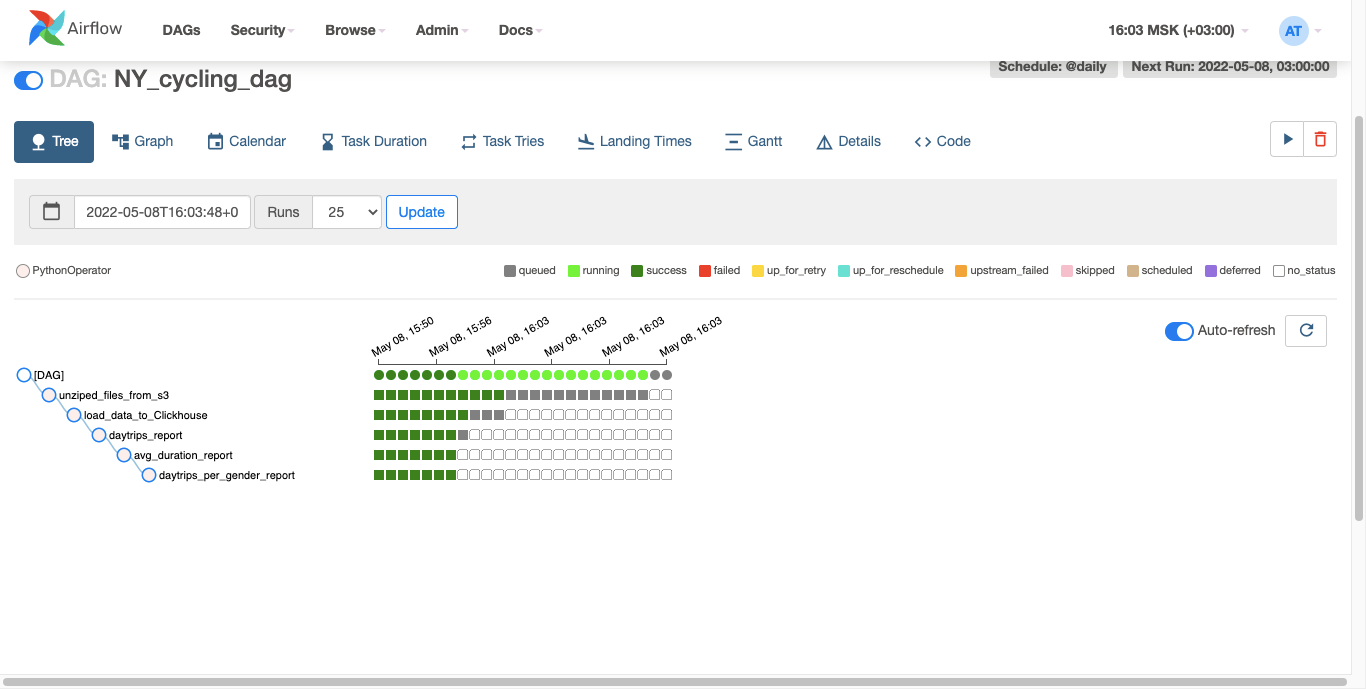 Airflow DAGs Security Browse Admin Docs 16:03 MSK (+03:00) AT
DAG: NY_cycling_dag Schedule: @daily Next Run: 2022-05-08, 03:00:00
Tree Graph Calendar Task Duration Task Tries Landing Times Gantt Details Code
2022-05-08T16:03:48+0 Runs 25 Update
PythonOperator queued running success failed up_for_retry up_for_reschedule upstream_failed skipped scheduled deferred no_status
May 08, 15:50 May 08, 15:56 May 08, 16:03 May 08, 16:03 May 08, 16:03 May 08, 16:03 Auto-refresh
[DAG]
unziped_files_from_s3
load_data_to_Clickhouse
daytrips_report
avg_duration_report
daytrips_per_gender_report